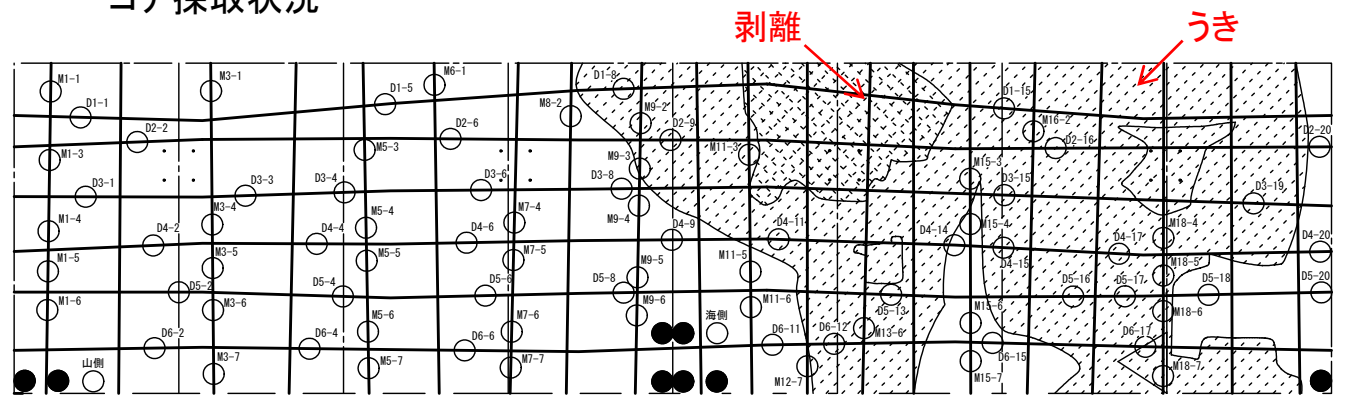 コア採取状況
剥離
うき
M1-1
M3-1
M6-1
D1-8
D1-1
D1-5
M8-2
M9-2
D1-15
M16-2
D2-2
D2-6
D2-9
D2-16
D2-20
M1-3
M5-3
M9-3
M11-3
M15-3
D3-1
D3-3
D3-4
D3-6
D3-8
D3-15
D3-19
M1-4
M3-4
M5-4
M7-4
M9-4
M15-4
M18-4
D4-2
D4-4
D4-6
D4-9
D4-11
D4-14
D4-15
D4-17
D4-20
M1-5
M3-5
M5-5
M7-5
M9-5
M11-5
M18-5
D5-2
D5-4
D5-6
D5-8
D5-13
D5-16
D5-17
D5-18
D5-20
M1-6
M3-6
M5-6
M7-6
M9-6
M11-6
M13-6
M15-6
M18-6
海側
D6-2
D6-4
D6-6
D6-11
D6-12
D6-15
D6-17
山側
M3-7
M5-7
M7-7
M12-7
M15-7
M18-7